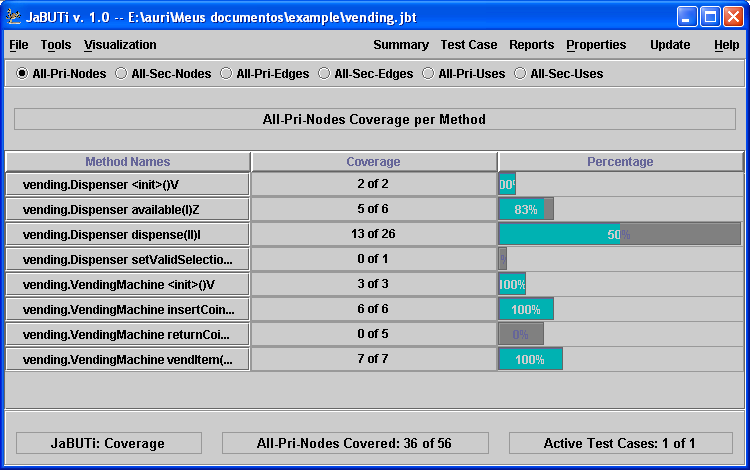 JaBUTi v. 1.0 -- E:\auri\Meus documentos\example\vending.jbt
File Tools Visualization Summary Test Case Reports Properties Update Help
All-Pri-Nodes All-Sec-Nodes All-Pri-Edges All-Sec-Edges All-Pri-Uses All-Sec-Uses
All-Pri-Nodes Coverage per Method
Method Names Coverage Percentage
vending.Dispenser <init>()V 2 of 2 00%
vending.Dispenser available(I)Z 5 of 6 83%
vending.Dispenser dispense(II)I 13 of 26 50%
vending.Dispenser setValidSelectio... 0 of 1
vending.VendingMachine <init>()V 3 of 3 100%
vending.VendingMachine insertCoin... 6 of 6 100%
vending.VendingMachine returnCoi... 0 of 5 0%
vending.VendingMachine vendItem(... 7 of 7 100%
JaBUTi: Coverage All-Pri-Nodes Covered: 36 of 56 Active Test Cases: 1 of 1